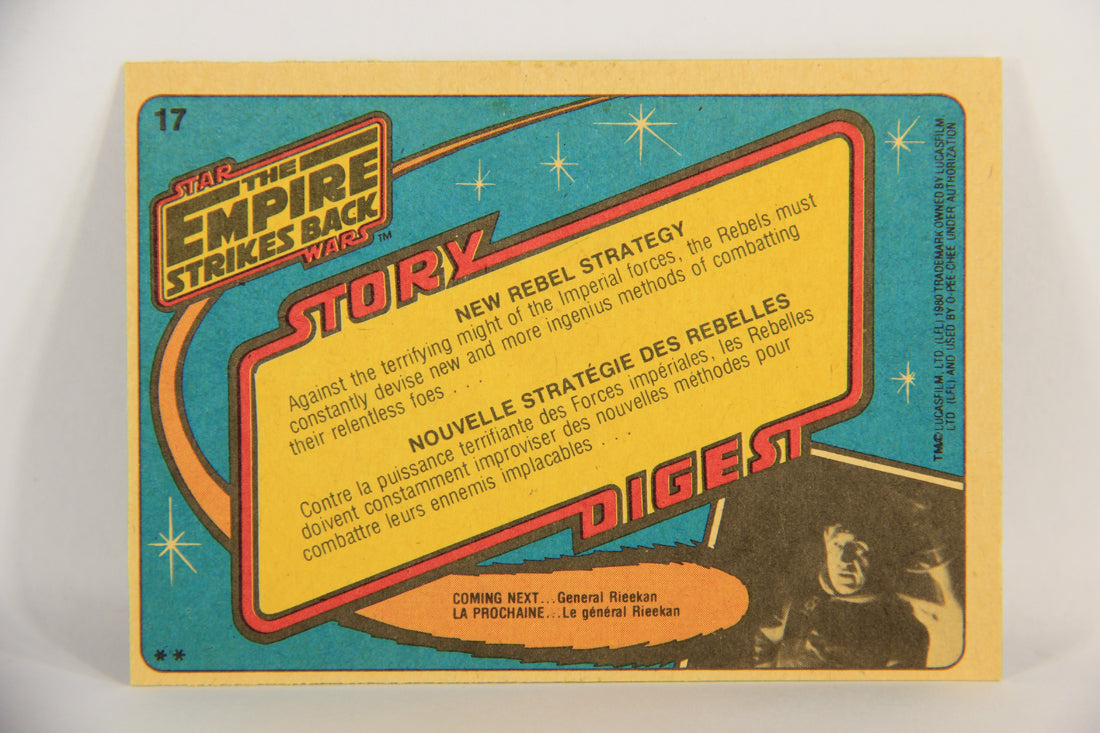 17
STAR
THE
EMPIRE
STRIKES BACK
WARS™
STORY
NEW REBEL STRATEGY
Against the terrifying might of the Imperial forces, the Rebels must
constantly devise new and more ingenius methods of combatting
their relentless foes . . . .
NOUVELLE STRATÉGIE DES REBELLES
Contre la puissance terrifiante des Forces impériales, les Rebelles
doivent constamment improviser des nouvelles méthodes pour
combattre leurs ennemis implacables . . . .
DIGEST
COMING NEXT...General Rieekan
LA PROCHAINE...Le général Rieekan
**
TM:© LUCASFILM, LTD. (LFL) 1980 TRADEMARK OWNED BY LUCASFILM
LTD. (LFL) AND USED BY O-PEE-CHEE UNDER AUTHORIZATION